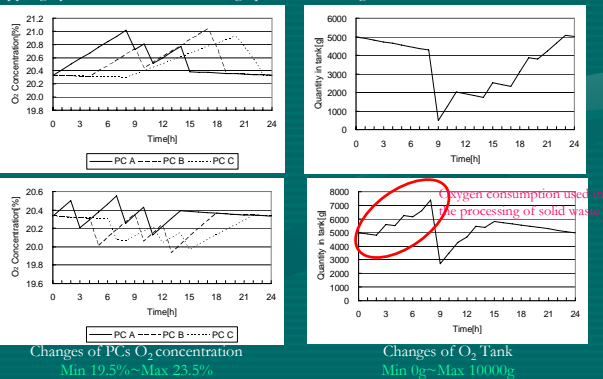 21.2
21.0
20.8
20.6
20.4
20.2
20.0
19.8
O₂ Concentration[%]
0 3 6 9 12 15 18 21 24
Time[h]
PC A PC B PC C
6000
5000
4000
3000
2000
1000
0
Quantity in tank[g]
0 3 6 9 12 15 18 21 24
Time[h]
20.6
20.4
20.2
20.0
19.8
19.6
O₂ Concentration[%]
0 3 6 9 12 15 18 21 24
Time[h]
PC A PC B PC C
8000
7000
6000
5000
4000
3000
2000
1000
0
Quantity in tank[g]
0 3 6 9 12 15 18 21 24
Time[h]
Oxygen consumption used in
the processing of solid waste
Changes of PCs O₂ concentration
Min 19.5%~Max 23.5%
Changes of O₂ Tank
Min 0g~Max 10000g